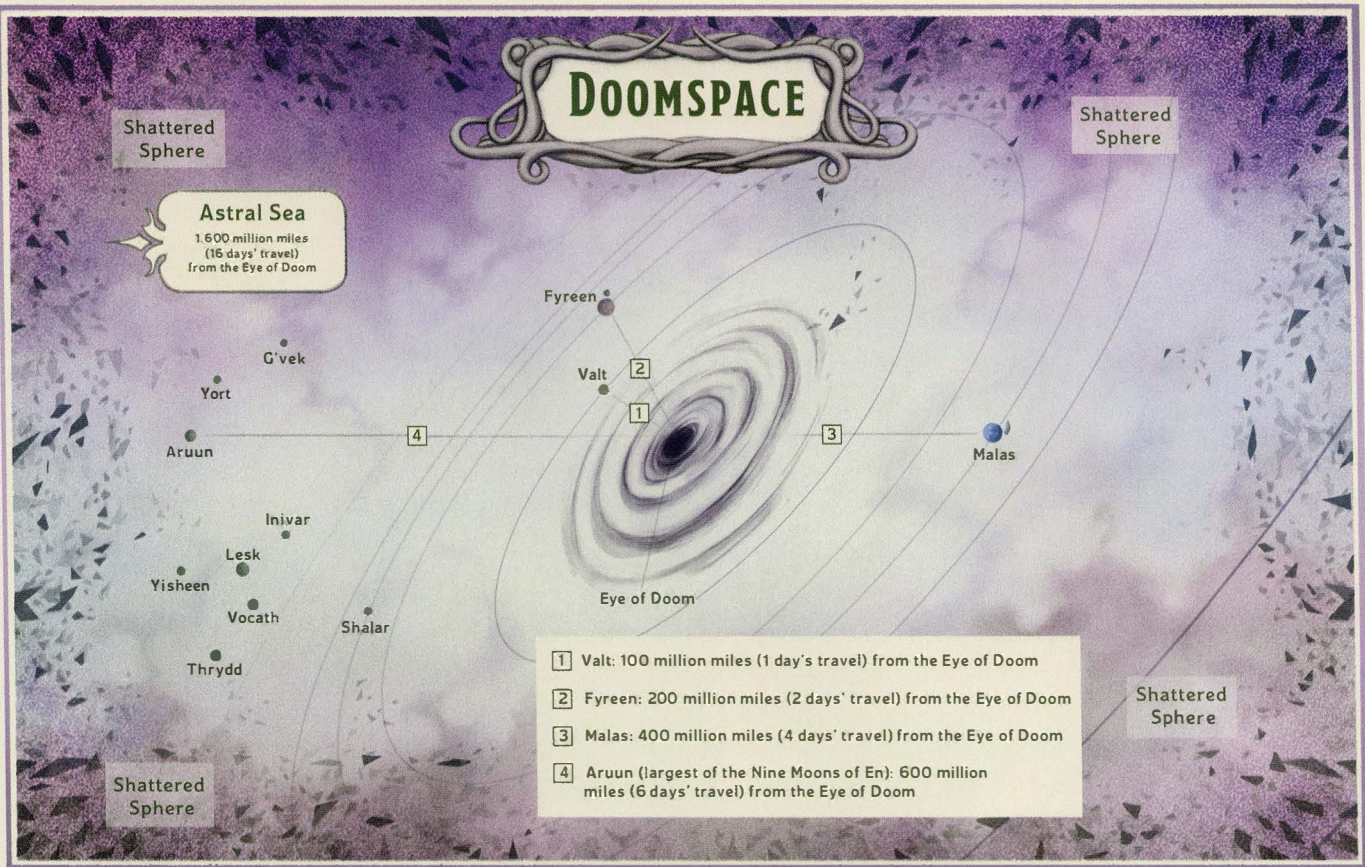 DOOMSPACE
Shattered
Sphere
Shattered
Sphere
Astral Sea
1,600 million miles
(16 days' travel)
from the Eye of Doom
Fyreen
G'vek
Valt
2
Yort
1
4
3
Aruun
Malas
Inivar
Lesk
Yisheen
Eye of Doom
Vocath
Shalar
Thrydd
1 Valt: 100 million miles (1 day's travel) from the Eye of Doom
2 Fyreen: 200 million miles (2 days' travel) from the Eye of Doom
3 Malas: 400 million miles (4 days' travel) from the Eye of Doom
4 Aruun (largest of the Nine Moons of En): 600 million
miles (6 days' travel) from the Eye of Doom
Shattered
Sphere
Shattered
Sphere